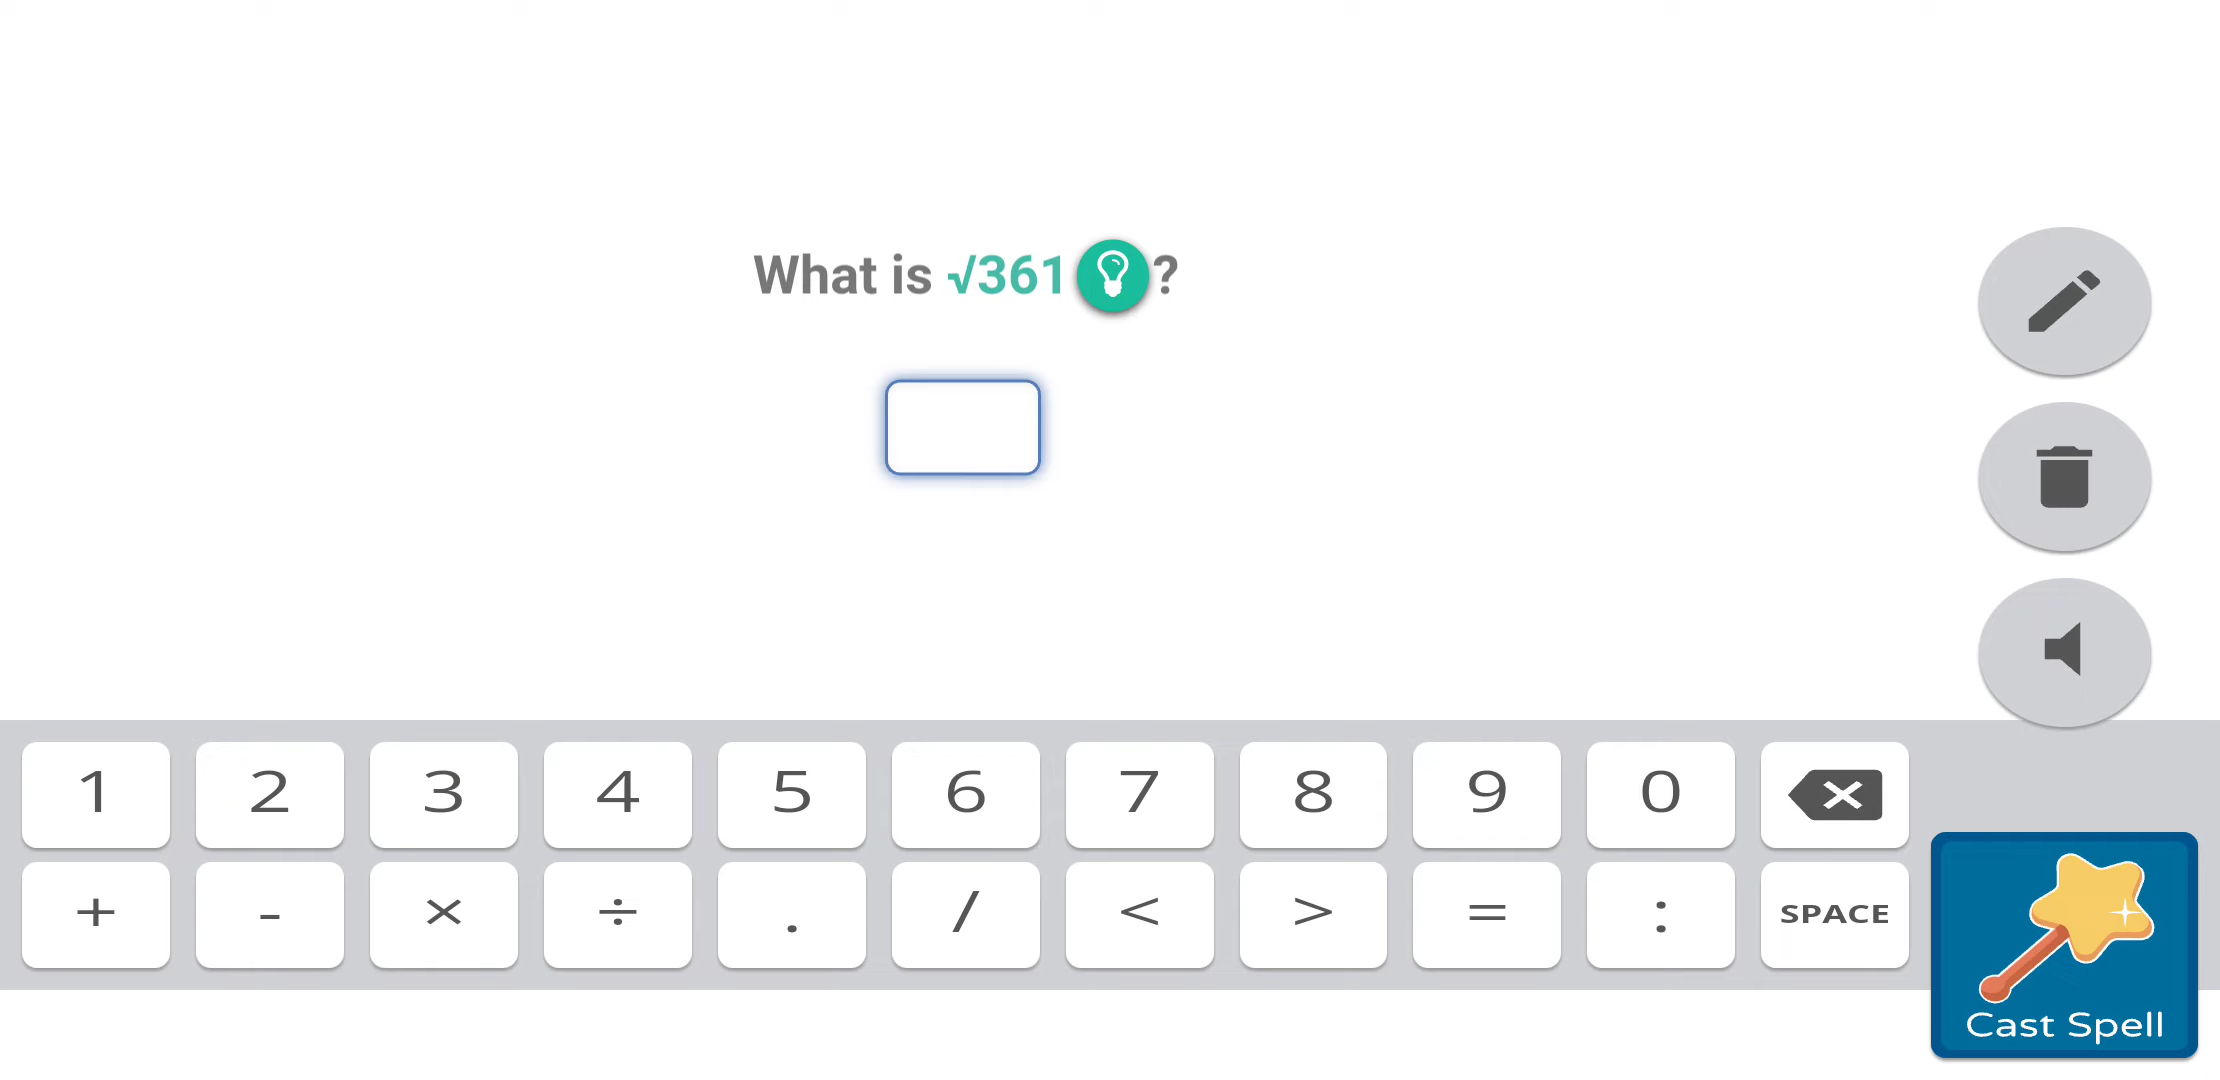 What is √361 ?
1 2 3 4 5 6 7 8 9 0
+ - × ÷ . / < > = : SPACE
Cast Spell